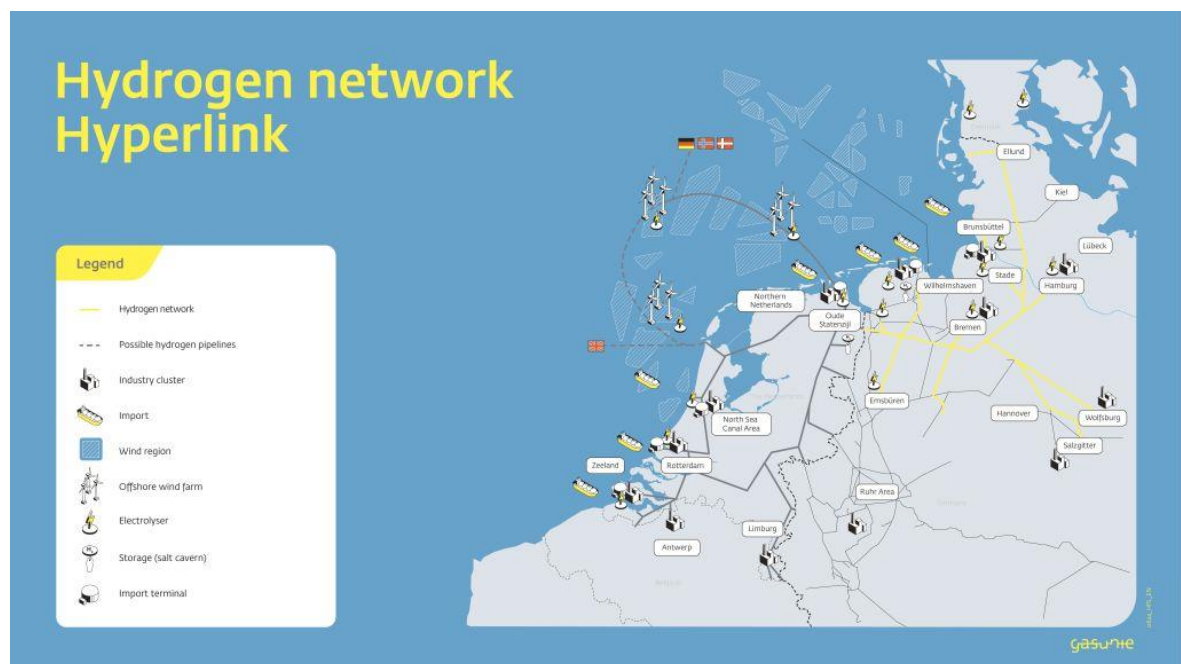 Hydrogen network
Hyperlink
Legend
Hydrogen network
Possible hydrogen pipelines
Industry cluster
Import
Wind region
Offshore wind farm
Electrolyser
Storage (salt cavern)
Import terminal
Ellund
Kiel
Brunsbüttel
Lübeck
Stade
Hamburg
Wilhelmshaven
Northern
Netherlands
Oude
Statenzijl
Bremen
Emsbüren
Hannover
Wolfsburg
Salzgitter
North Sea
Canal Area
Zeeland
Rotterdam
Ruhr Area
Antwerp
Limburg
gasunie